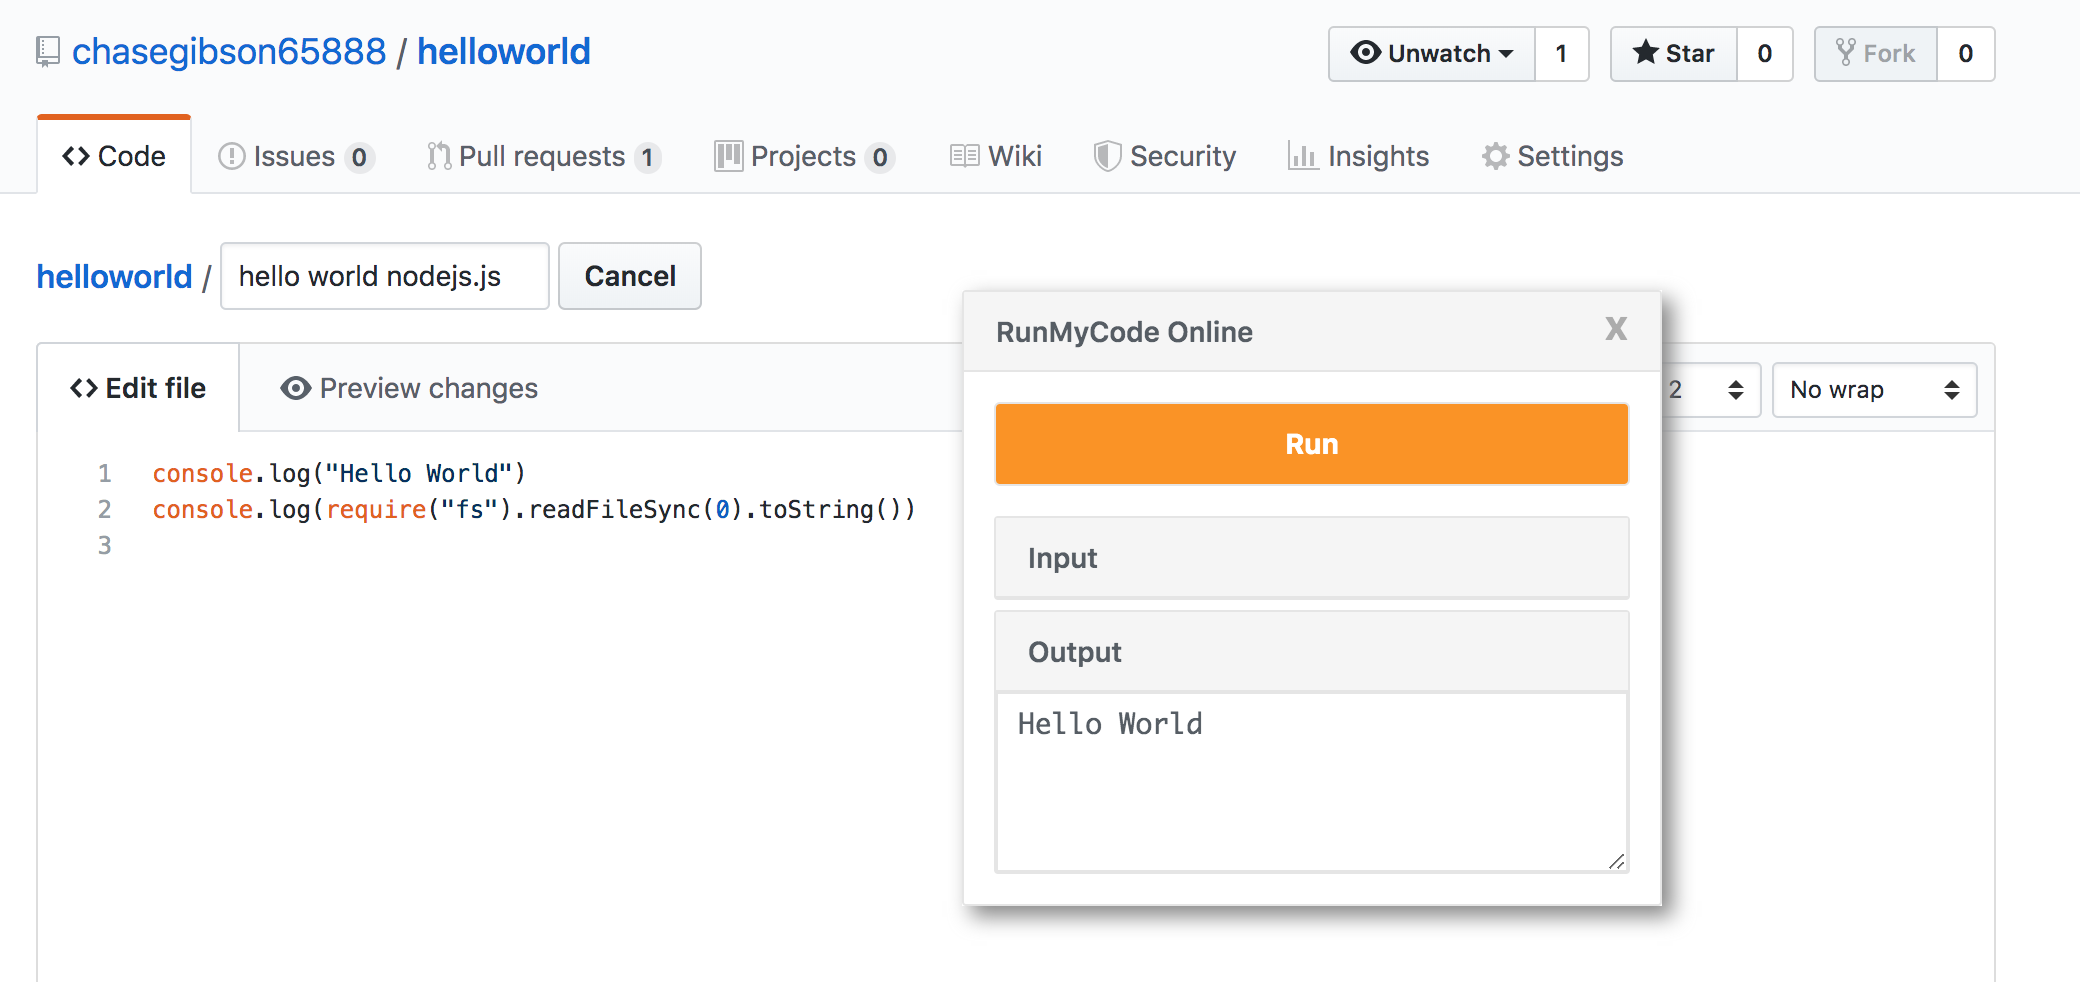 chasegibson65888 / helloworld
Unwatch 1 Star 0 Fork 0
Code Issues 0 Pull requests 1 Projects 0 Wiki Security Insights Settings
helloworld / hello world nodejs.js Cancel
Edit file Preview changes 2 No wrap
1 console.log("Hello World")
2 console.log(require("fs").readFileSync(0).toString())
3
RunMyCode Online X
Run
Input
Output
Hello World